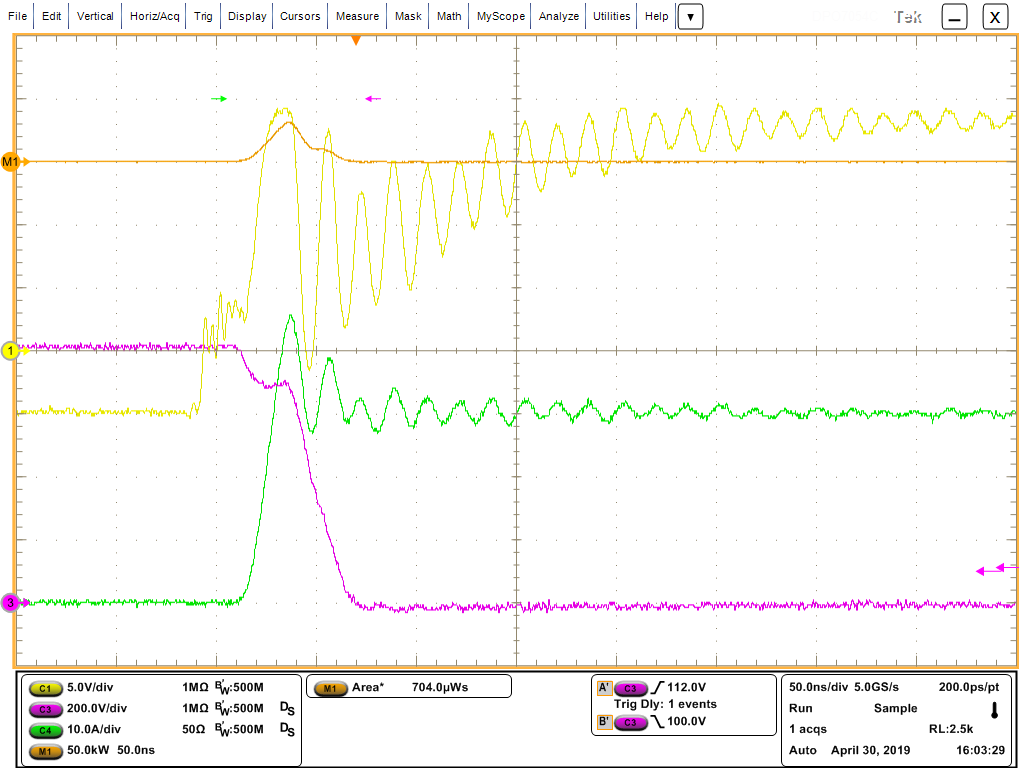 File Edit Vertical Horiz/Acq Trig Display Cursors Measure Mask Math MyScope Analyze Utilities Help ▼ Tek X
M1
1
3
C1 5.0V/div 1MΩ BW:500M
C3 200.0V/div 1MΩ BW:500M DS
C4 10.0A/div 50Ω BW:500M DS
M1 50.0kW 50.0ns
M1 Area* 704.0µWs
A' C3 112.0V
Trig Dly: 1 events
B' C3 100.0V
50.0ns/div 5.0GS/s 200.0ps/pt
Run Sample
1 acqs RL:2.5k
Auto April 30, 2019 16:03:29